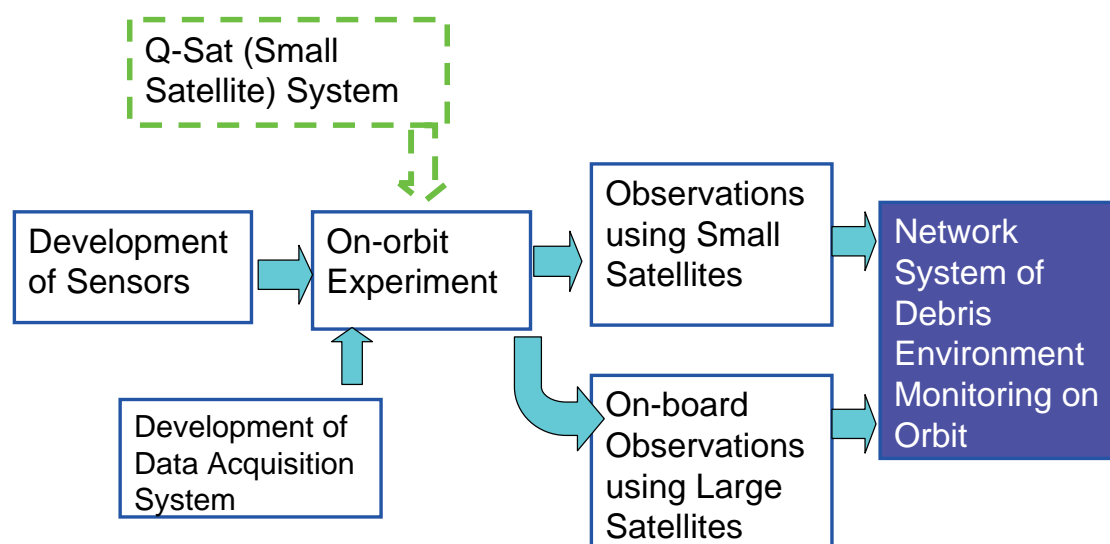 Q-Sat (Small
Satellite) System
Development
of Sensors
On-orbit
Experiment
Observations
using Small
Satellites
Network
System of
Debris
Environment
Monitoring on
Orbit
Development of
Data Acquisition
System
On-board
Observations
using Large
Satellites